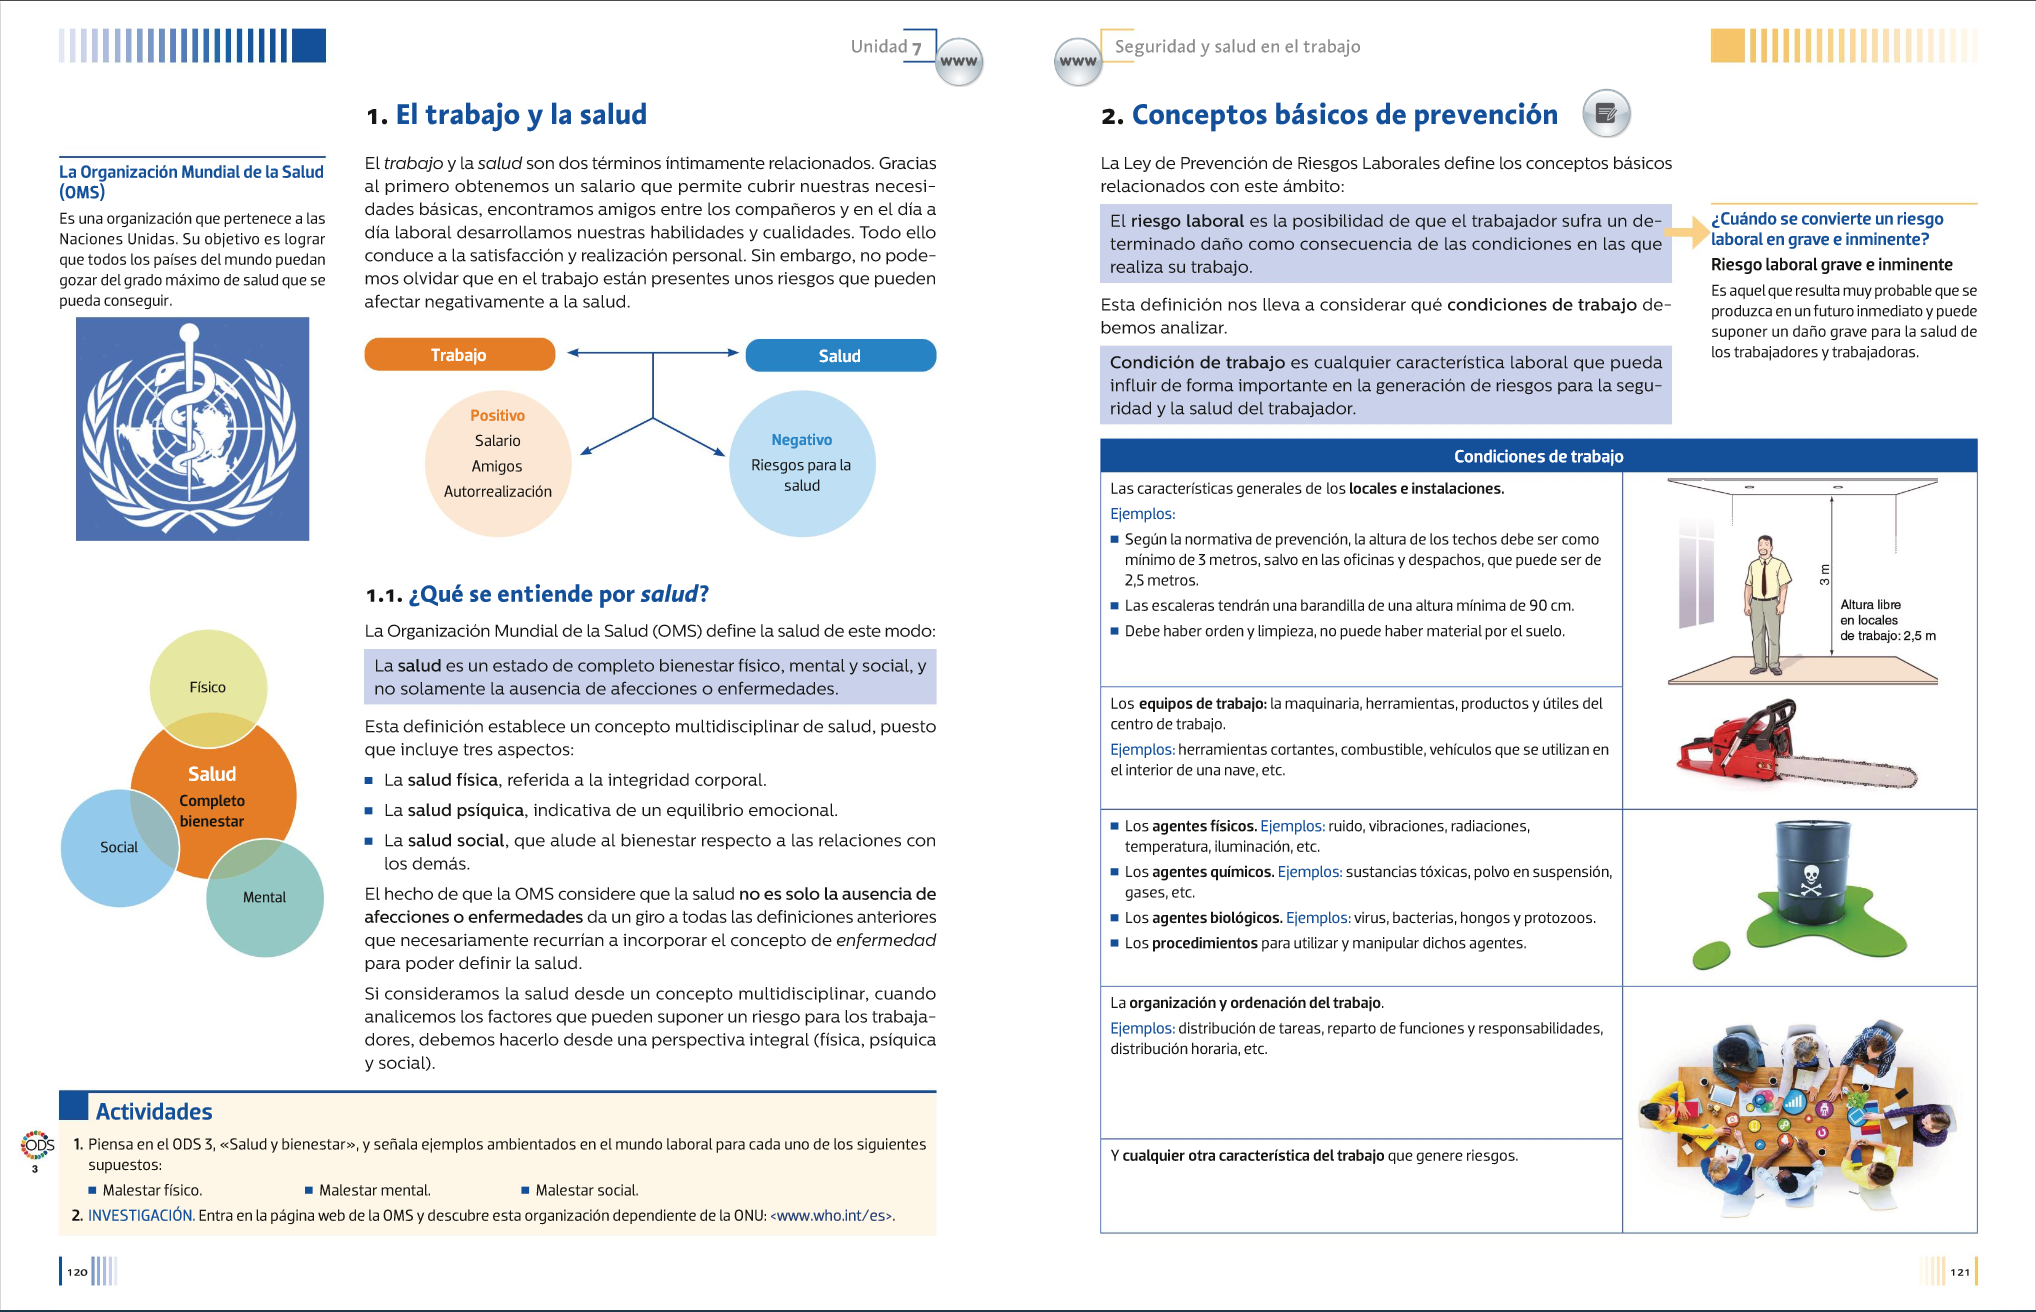 Unidad 7
www
1. El trabajo y la salud
La Organización Mundial de la Salud
(OMS)
Es una organización que pertenece a las
Naciones Unidas. Su objetivo es lograr
que todos los países del mundo puedan
gozar del grado máximo de salud que se
pueda conseguir.
El trabajo y la salud son dos términos íntimamente relacionados. Gracias
al primero obtenemos un salario que permite cubrir nuestras necesi-
dades básicas, encontramos amigos entre los compañeros y en el día a
día laboral desarrollamos nuestras habilidades y cualidades. Todo ello
conduce a la satisfacción y realización personal. Sin embargo, no pode-
mos olvidar que en el trabajo están presentes unos riesgos que pueden
afectar negativamente a la salud.
Trabajo
Salud
Positivo
Salario
Amigos
Autorrealización
Negativo
Riesgos para la
salud
1.1. ¿Qué se entiende por salud?
La Organización Mundial de la Salud (OMS) define la salud de este modo:
La salud es un estado de completo bienestar físico, mental y social, y
no solamente la ausencia de afecciones o enfermedades.
Esta definición establece un concepto multidisciplinar de salud, puesto
que incluye tres aspectos:
■ La salud física, referida a la integridad corporal.
■ La salud psíquica, indicativa de un equilibrio emocional.
■ La salud social, que alude al bienestar respecto a las relaciones con
los demás.
El hecho de que la OMS considere que la salud no es solo la ausencia de
afecciones o enfermedades da un giro a todas las definiciones anteriores
que necesariamente recurrían a incorporar el concepto de enfermedad
para poder definir la salud.
Si consideramos la salud desde un concepto multidisciplinar, cuando
analicemos los factores que pueden suponer un riesgo para los trabaja-
dores, debemos hacerlo desde una perspectiva integral (física, psíquica
y social).
Físico
Salud
Completo
bienestar
Social
Mental
Actividades
ODS
3
1. Piensa en el ODS 3, «Salud y bienestar», y señala ejemplos ambientados en el mundo laboral para cada uno de los siguientes
supuestos:
■ Malestar físico. ■ Malestar mental. ■ Malestar social.
2. INVESTIGACIÓN. Entra en la página web de la OMS y descubre esta organización dependiente de la ONU: <www.who.int/es>.
120
www
Seguridad y salud en el trabajo
2. Conceptos básicos de prevención
La Ley de Prevención de Riesgos Laborales define los conceptos básicos
relacionados con este ámbito:
El riesgo laboral es la posibilidad de que el trabajador sufra un de-
terminado daño como consecuencia de las condiciones en las que
realiza su trabajo.
¿Cuándo se convierte un riesgo
laboral en grave e inminente?
Riesgo laboral grave e inminente
Es aquel que resulta muy probable que se
produzca en un futuro inmediato y puede
suponer un daño grave para la salud de
los trabajadores y trabajadoras.
Esta definición nos lleva a considerar qué condiciones de trabajo de-
bemos analizar.
Condición de trabajo es cualquier característica laboral que pueda
influir de forma importante en la generación de riesgos para la segu-
ridad y la salud del trabajador.
Condiciones de trabajo
Las características generales de los locales e instalaciones.
Ejemplos:
■ Según la normativa de prevención, la altura de los techos debe ser como
mínimo de 3 metros, salvo en las oficinas y despachos, que puede ser de
2,5 metros.
■ Las escaleras tendrán una barandilla de una altura mínima de 90 cm.
■ Debe haber orden y limpieza, no puede haber material por el suelo.
3 m
Altura libre
en locales
de trabajo: 2,5 m
Los equipos de trabajo: la maquinaria, herramientas, productos y útiles del
centro de trabajo.
Ejemplos: herramientas cortantes, combustible, vehículos que se utilizan en
el interior de una nave, etc.
■ Los agentes físicos. Ejemplos: ruido, vibraciones, radiaciones,
temperatura, iluminación, etc.
■ Los agentes químicos. Ejemplos: sustancias tóxicas, polvo en suspensión,
gases, etc.
■ Los agentes biológicos. Ejemplos: virus, bacterias, hongos y protozoos.
■ Los procedimientos para utilizar y manipular dichos agentes.
La organización y ordenación del trabajo.
Ejemplos: distribución de tareas, reparto de funciones y responsabilidades,
distribución horaria, etc.
Y cualquier otra característica del trabajo que genere riesgos.
121